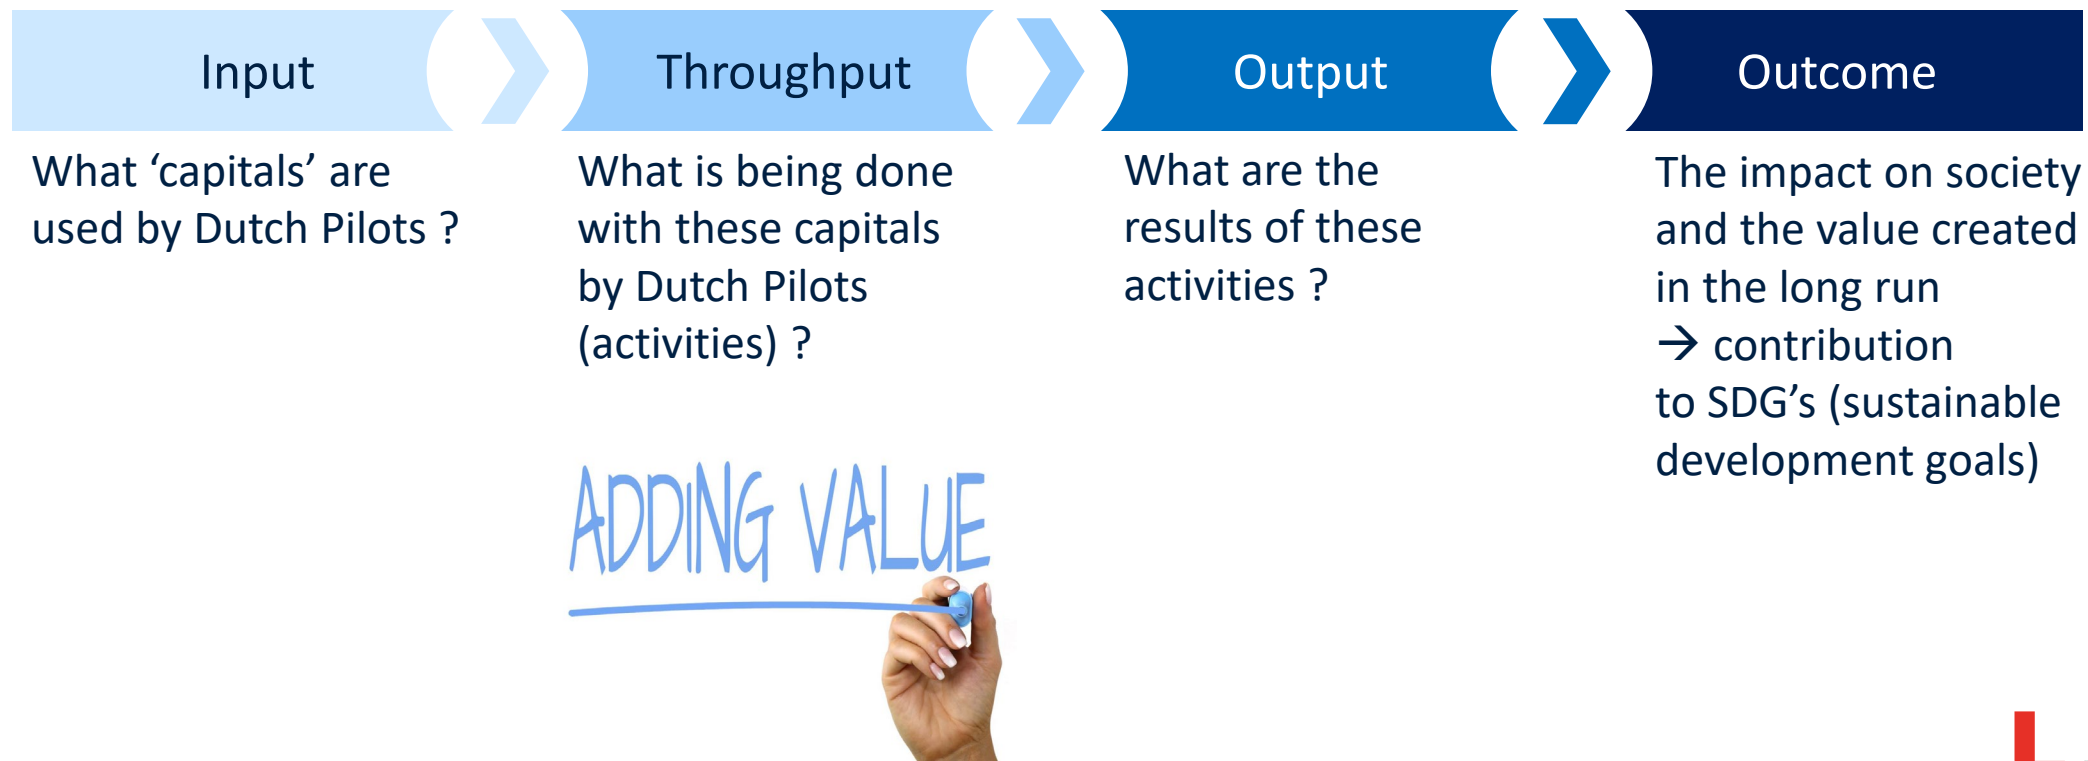 Input
Throughput
Output
Outcome
What ‘capitals’ are
used by Dutch Pilots ?
What is being done
with these capitals
by Dutch Pilots
(activities) ?
What are the
results of these
activities ?
The impact on society
and the value created
in the long run
→ contribution
to SDG’s (sustainable
development goals)
ADDING VALUE